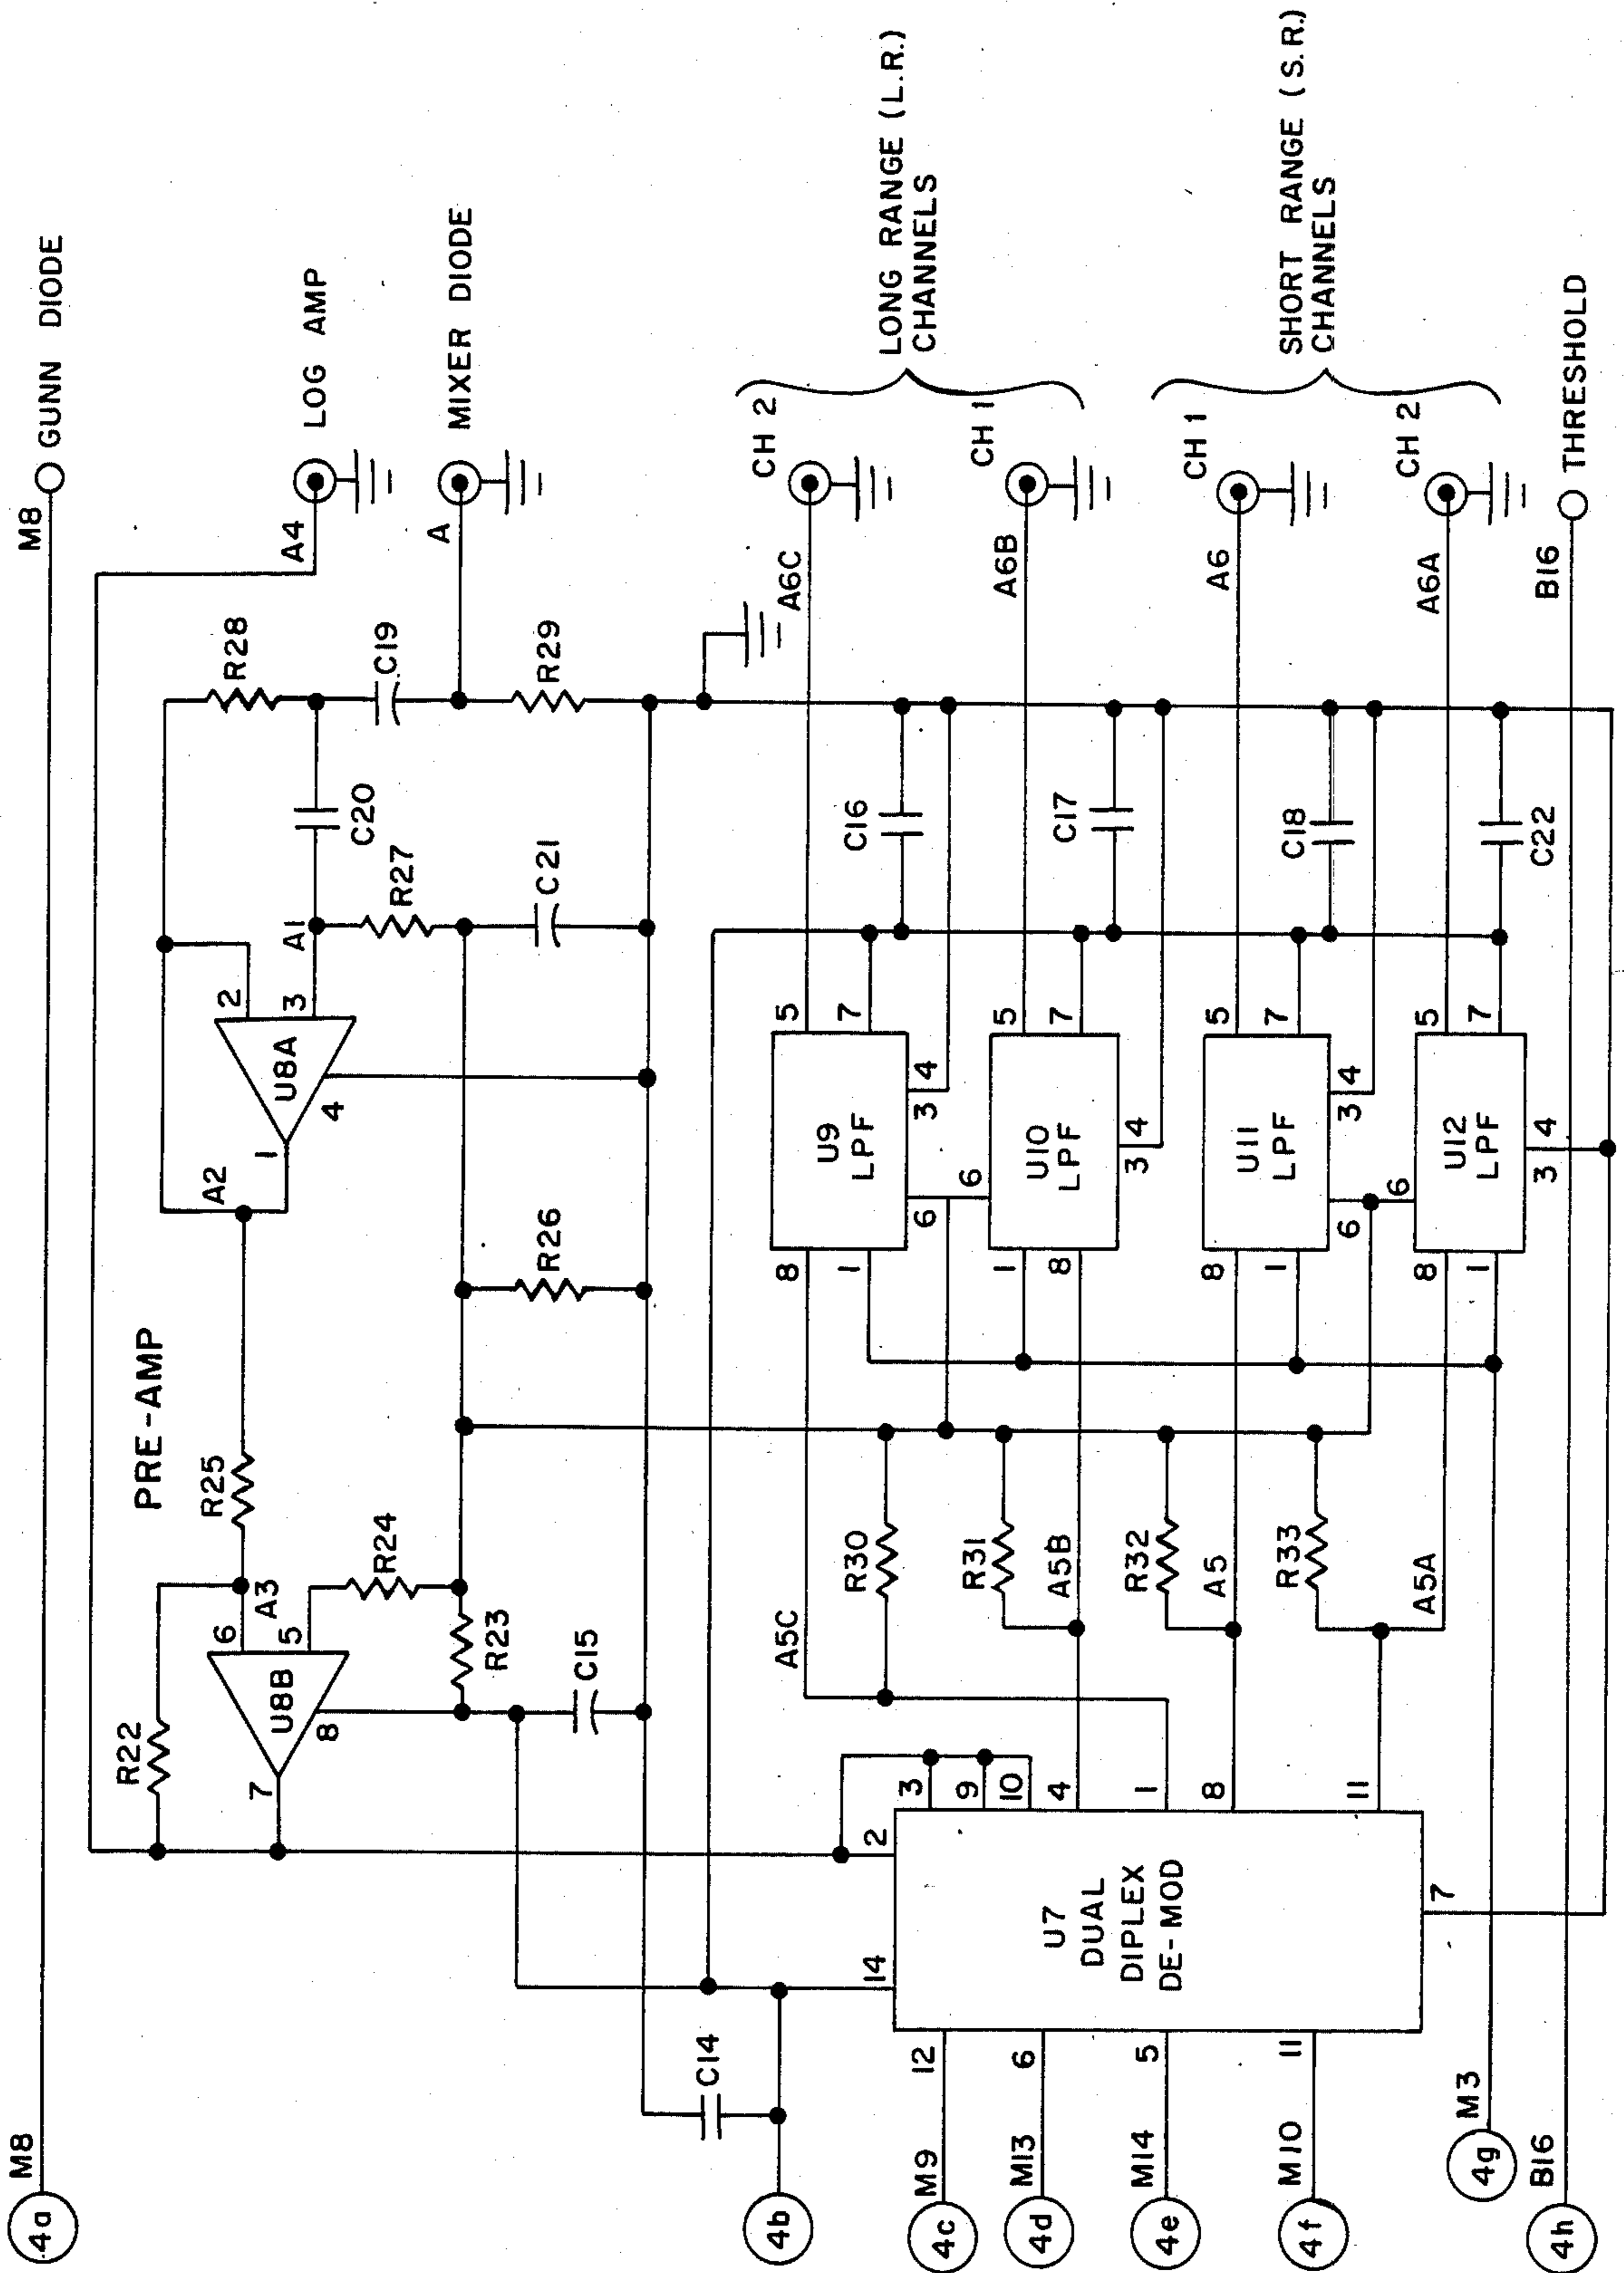 M8
M8
GUNN DIODE
4a
A4
LOG AMP
PRE-AMP
R28
A2
2
U8A
1
3
A1
4
C20
C19
A
MIXER DIODE
R22
R25
A3
6
U8B
7
5
8
R24
R27
R23
R26
C21
C15
R29
C14
4b
14
2
3
9
10
4
1
8
11
7
U7
DUAL
DIPLEX
DE-MOD
M9
12
4c
M13
6
4d
M14
5
4e
M10
11
4f
M3
4g
B16
B16
THRESHOLD
4h
A5C
R30
R31
A5B
R32
A5
R33
A5A
8
1
U9
LPF
5
7
3
4
6
6
1
8
U10
LPF
5
7
3
4
8
1
U11
LPF
5
7
3
4
6
6
8
1
U12
LPF
5
7
3
4
C16
C17
C18
C22
A6C
CH 2
A6B
CH 1
LONG RANGE (L.R.)
CHANNELS
A6
CH 1
A6A
CH 2
SHORT RANGE (S.R.)
CHANNELS